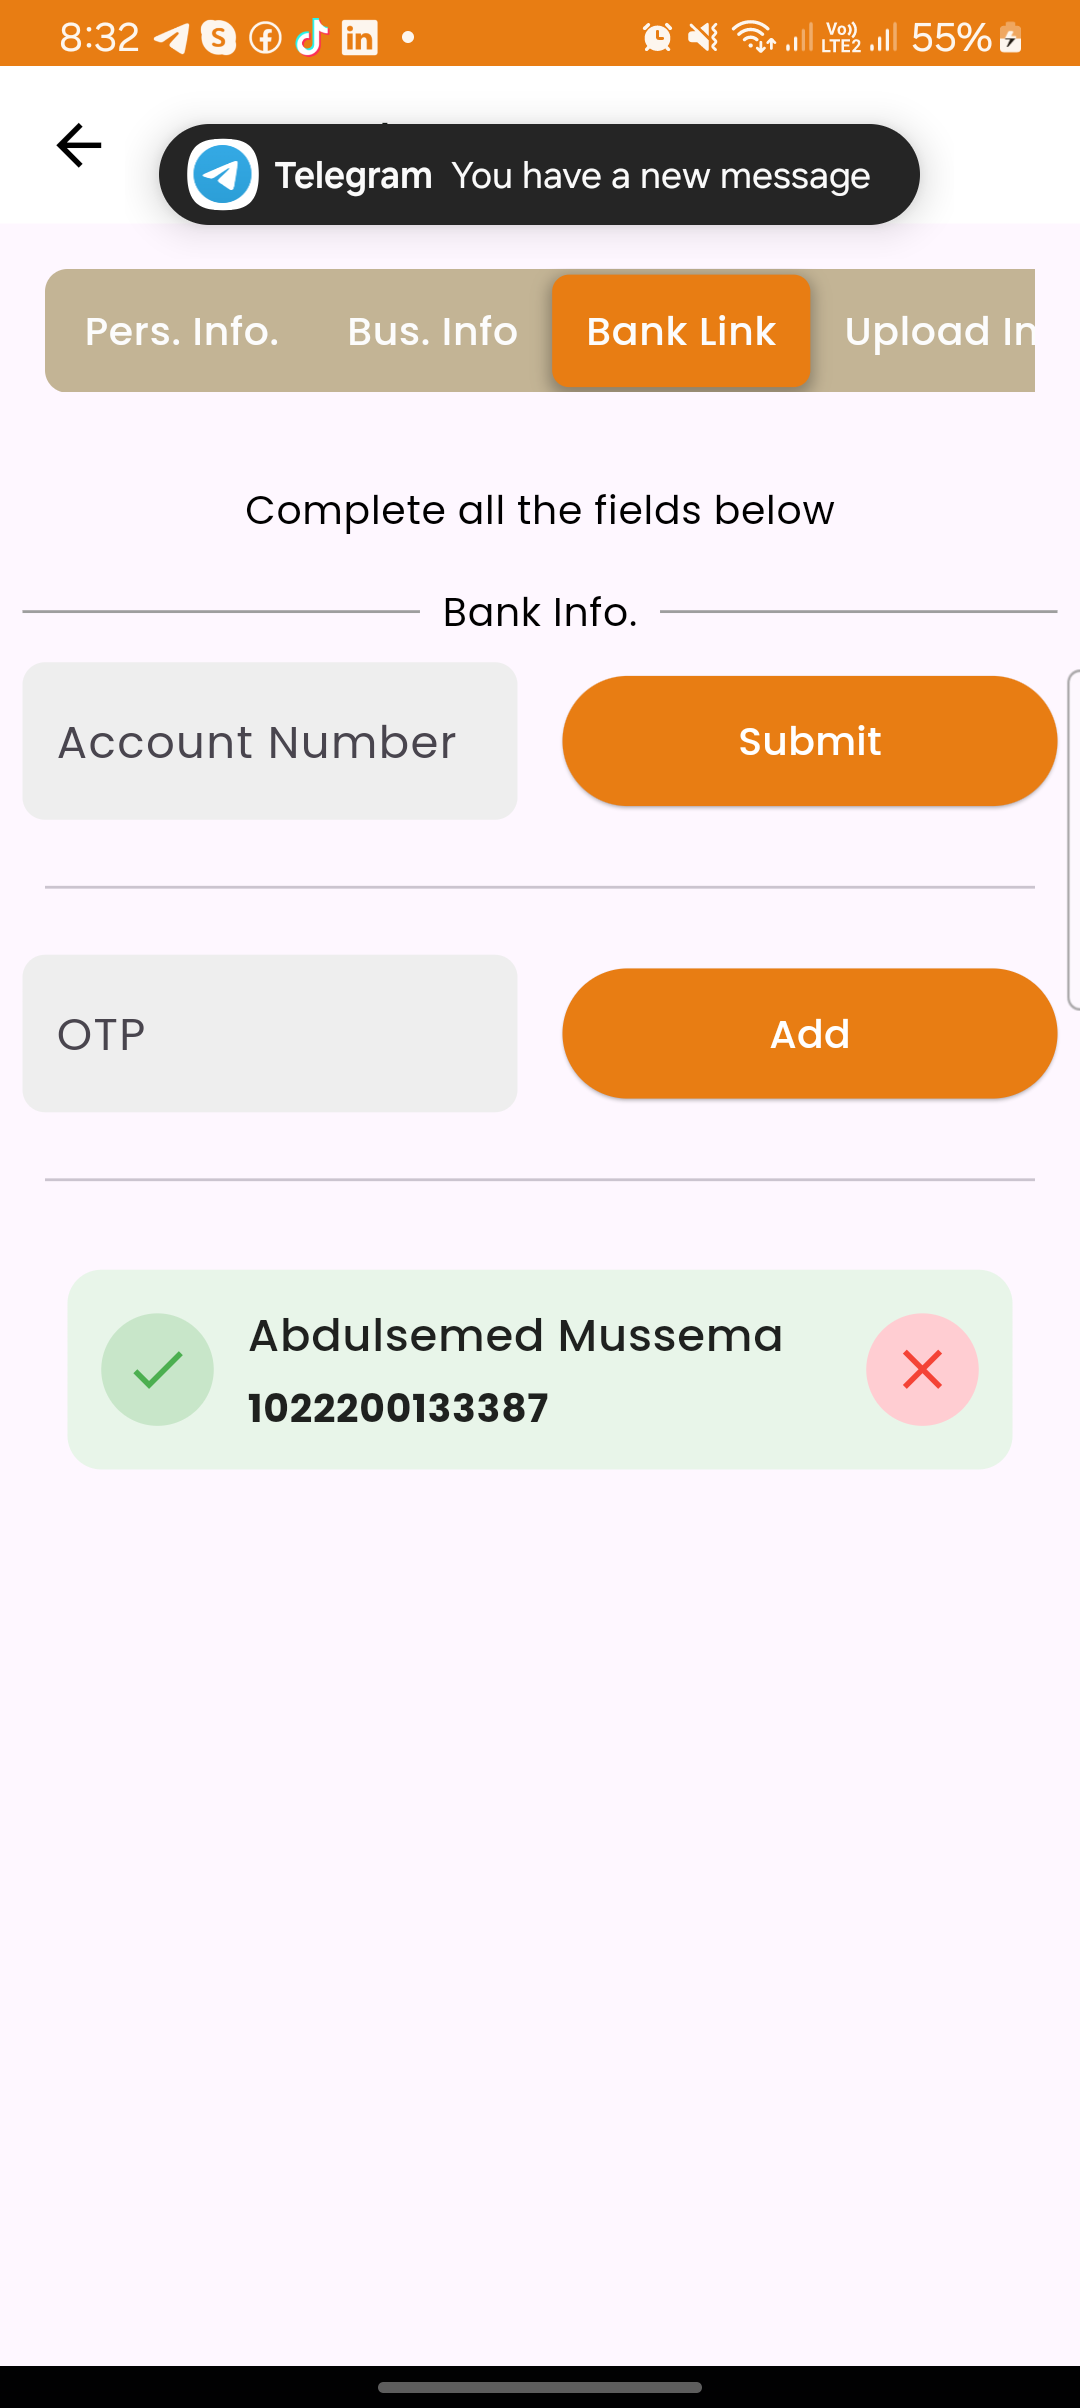 8:32
Vo))
LTE2
55%
Telegram You have a new message
Pers. Info. Bus. Info Bank Link Upload In
Complete all the fields below
Bank Info.
Account Number Submit
OTP Add
Abdulsemed Mussema
1022200133387